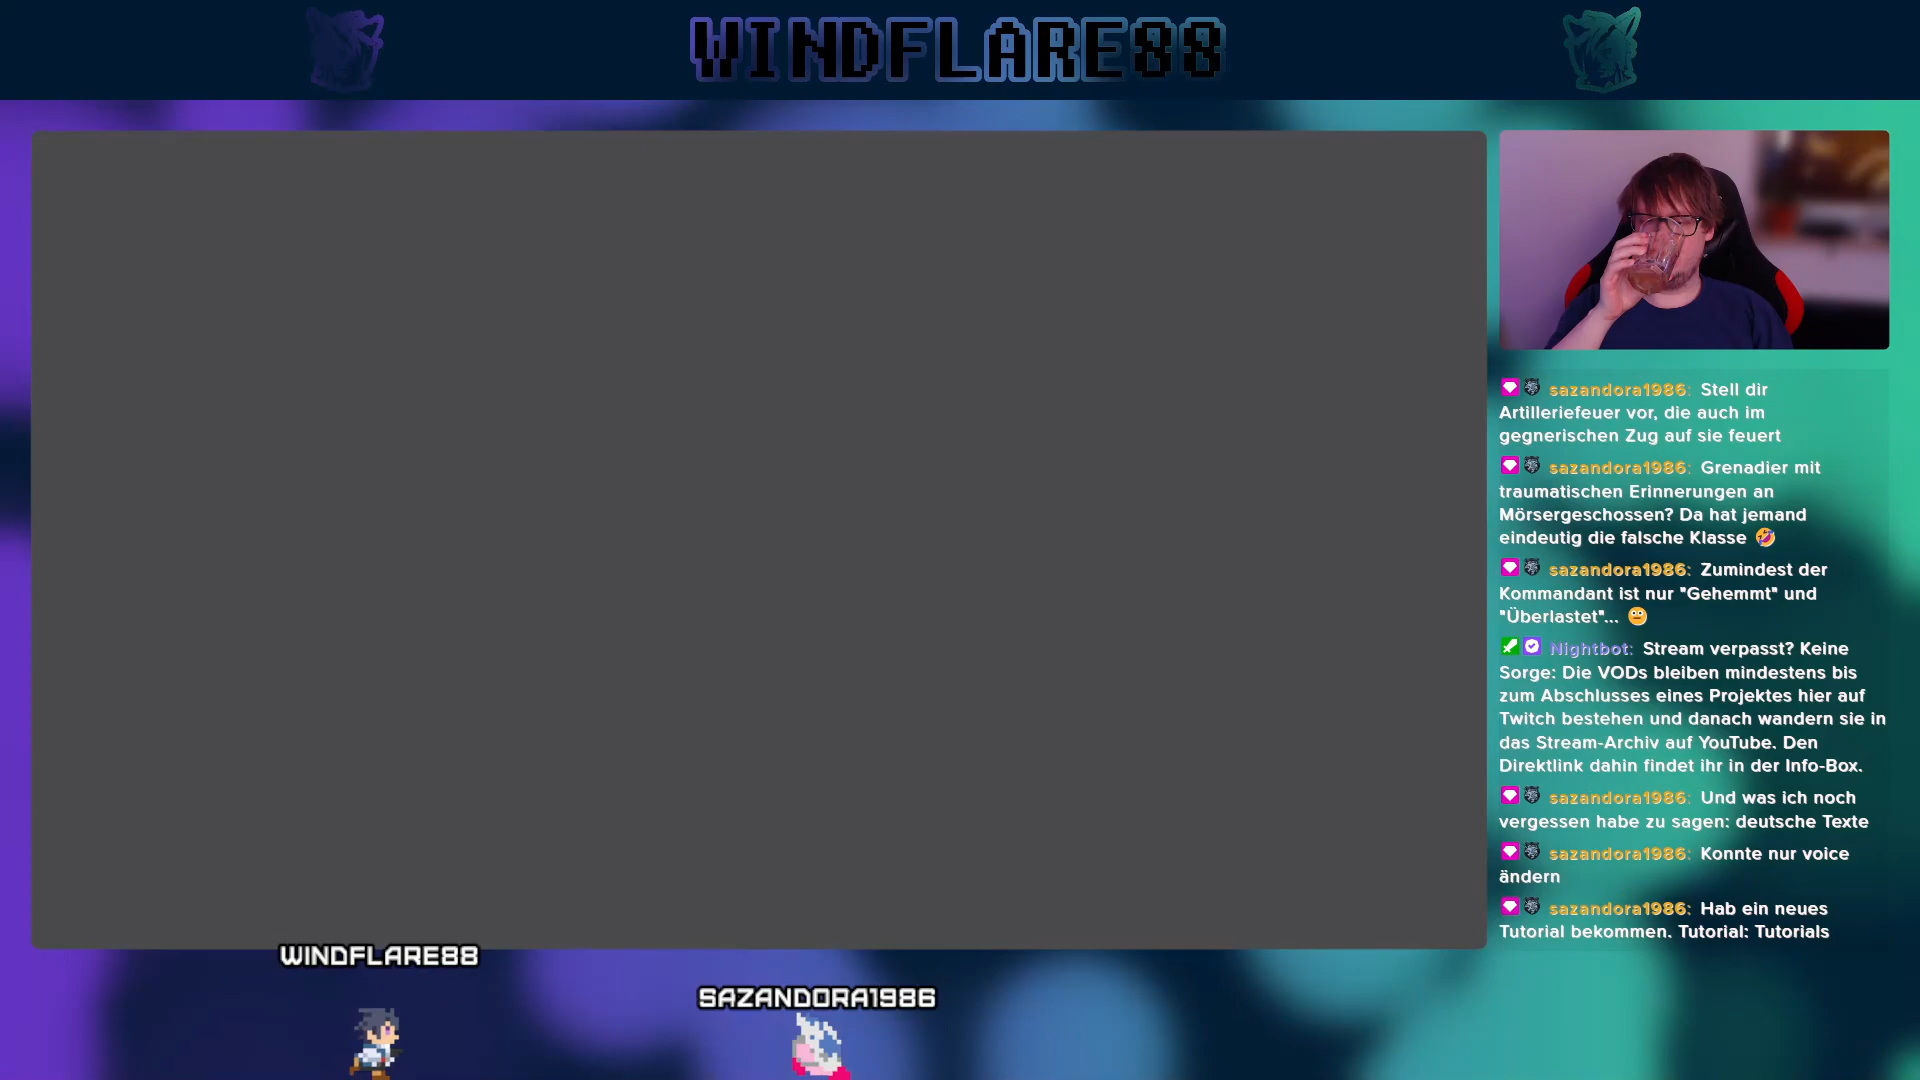 WINDFLARE88
sazandora1986: Stell dir
Artilleriefeuer vor, die auch im
gegnerischen Zug auf sie feuert
sazandora1986: Grenadier mit
traumatischen Erinnerungen an
Mörsergeschossen? Da hat jemand
eindeutig die falsche Klasse 🤣
sazandora1986: Zumindest der
Kommandant ist nur "Gehemmt" und
"Überlastet"... 😐
Nightbot: Stream verpasst? Keine
Sorge: Die VODs bleiben mindestens bis
zum Abschlusses eines Projektes hier auf
Twitch bestehen und danach wandern sie in
das Stream-Archiv auf YouTube. Den
Direktlink dahin findet ihr in der Info-Box.
sazandora1986: Und was ich noch
vergessen habe zu sagen: deutsche Texte
sazandora1986: Konnte nur voice
ändern
sazandora1986: Hab ein neues
Tutorial bekommen. Tutorial: Tutorials
WINDFLARE88
SAZANDORA1986